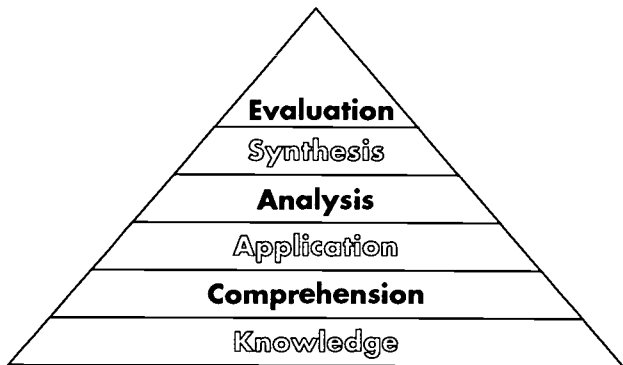 Evaluation
Synthesis
Analysis
Application
Comprehension
Knowledge